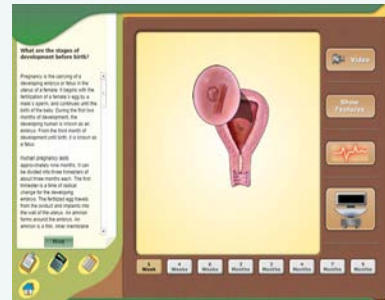 What are the stages of
development before birth?
Pregnancy is the carrying of a
developing embryo or fetus in the
uterus of a female. It begins with the
fertilization of a female's egg by a
male's sperm, and continues until the
birth of the baby. During the first two
months of development, the
developing human is known as an
embryo. From the third month of
development until birth, it is known as
a fetus.
Human pregnancy lasts
approximately nine months. It can
be divided into three trimesters of
about three months each. The first
trimester is a time of radical
change for the developing
embryo. The fertilized egg travels
from the oviduct and implants into
the wall of the uterus. An amnion
forms around the embryo. An
amnion is a thin, inner membrane
Print
Video
Show
Features
Week
Weeks
Weeks
Months
Months
Months
Months
Months